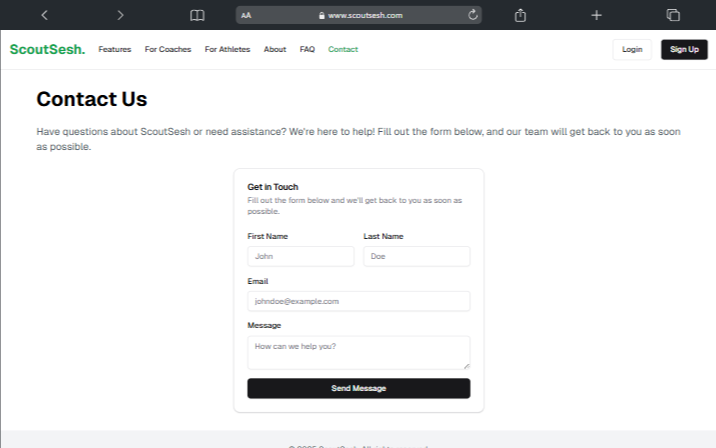 AA www.scoutsesh.com
ScoutSesh. Features For Coaches For Athletes About FAQ Contact Login Sign Up
Contact Us
Have questions about ScoutSesh or need assistance? We're here to help! Fill out the form below, and our team will get back to you as soon
as possible.
Get in Touch
Fill out the form below and we'll get back to you as soon as
possible.
First Name Last Name
John Doe
Email
johndoe@example.com
Message
How can we help you?
Send Message